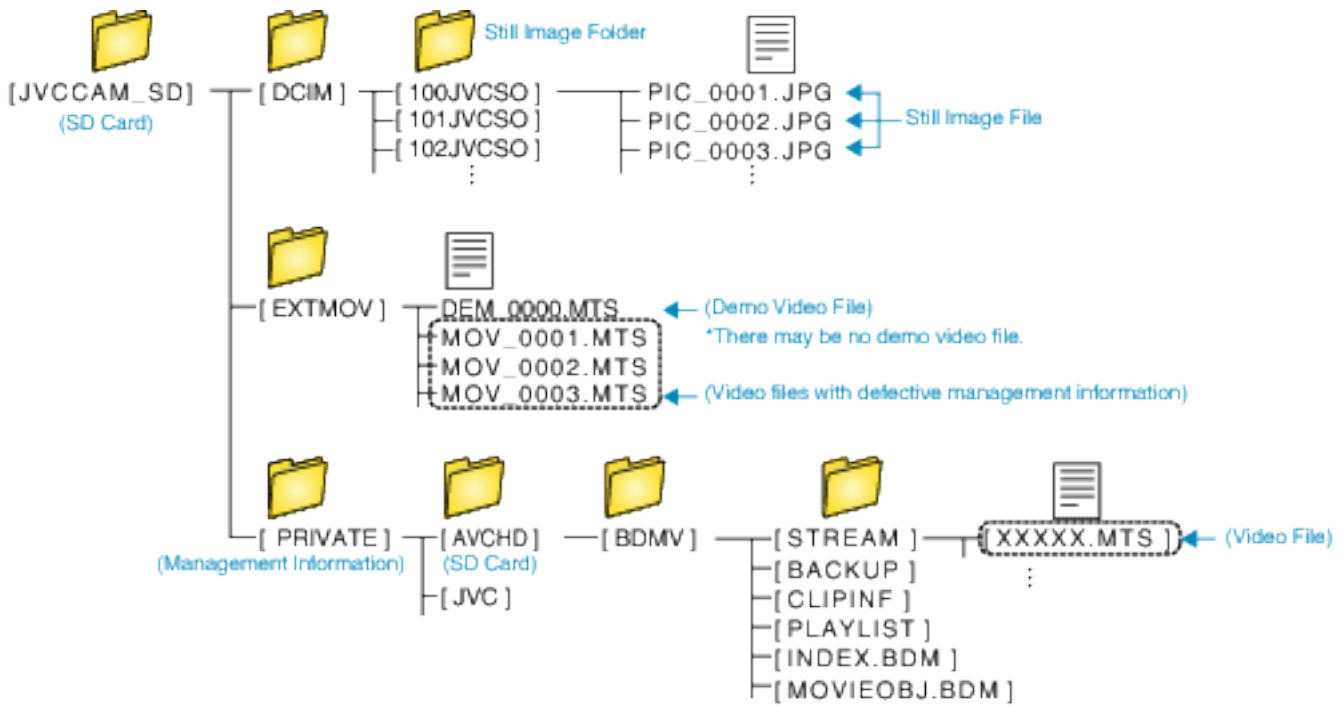 Still Image Folder
[JVCCAM_SD] [DCIM] [100JVCSO] PIC_0001.JPG
(SD Card) [101JVCSO] PIC_0002.JPG Still Image File
[102JVCSO] PIC_0003.JPG
[EXTMOV] DEM_0000.MTS (Demo Video File)
MOV_0001.MTS *There may be no demo video file.
MOV_0002.MTS
MOV_0003.MTS (Video files with defective management information)
[PRIVATE] [AVCHD] [BDMV] [STREAM] [XXXXX.MTS] (Video File)
(Management Information) (SD Card) [BACKUP]
[JVC] [CLIPINF]
[PLAYLIST]
[INDEX.BDM]
[MOVIEOBJ.BDM]